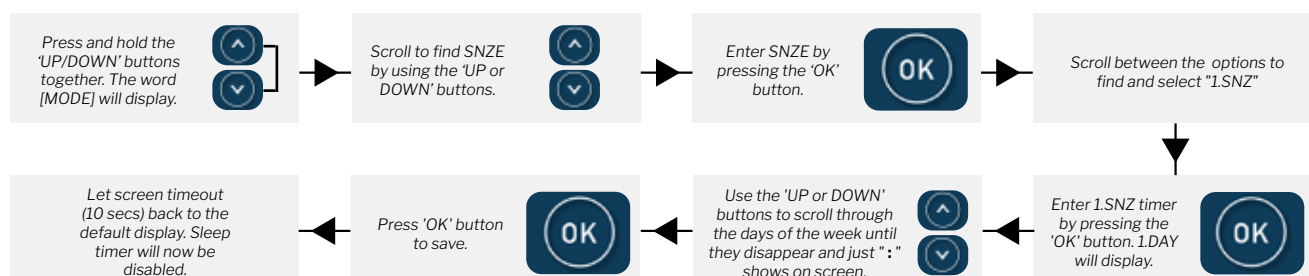 Press and hold the
‘UP/DOWN’ buttons
together. The word
[MODE] will display.
Scroll to find SNZE
by using the ‘UP or
DOWN’ buttons.
Enter SNZE by
pressing the ‘OK’
button.
OK
Scroll between the  options to
find and select "1.SNZ"
Enter 1.SNZ timer
by pressing the
'OK' button. 1.DAY
will display.
OK
Use the 'UP or DOWN'
buttons to scroll through
the days of the week until
they disappear and just ":"
shows on screen.
Press 'OK' button
to save.
OK
Let screen timeout
(10 secs) back to the
default display. Sleep
timer will now be
disabled.